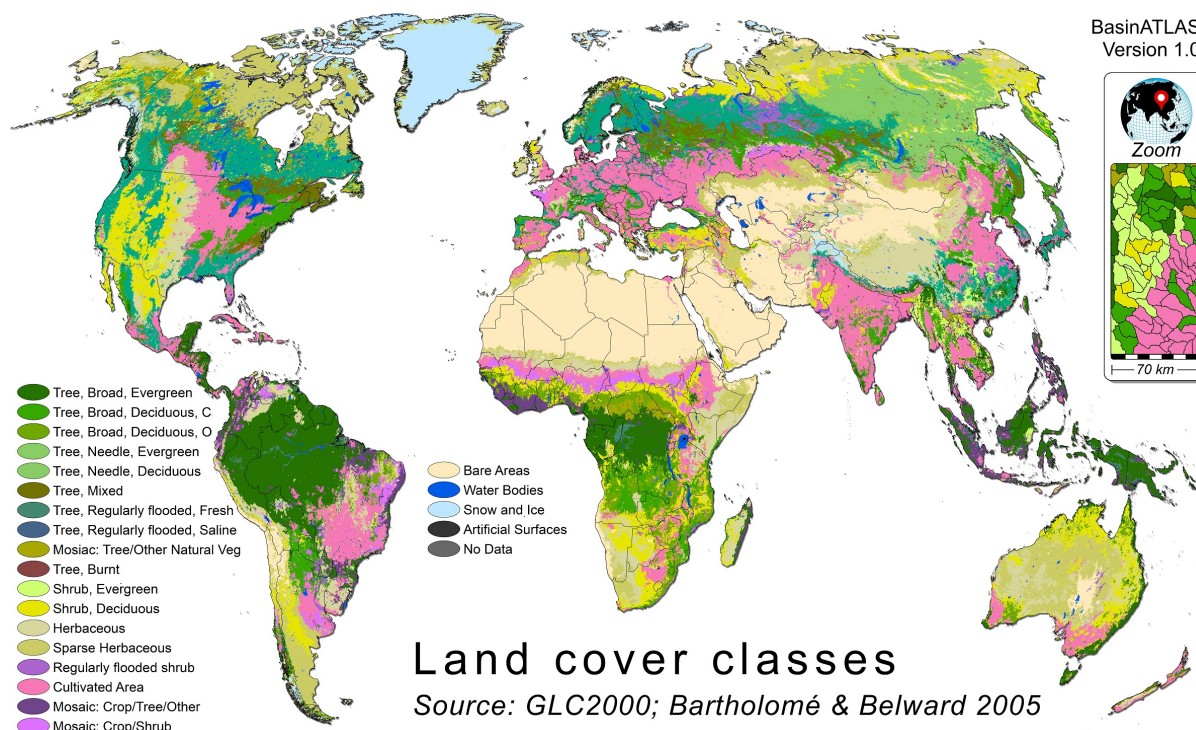 BasinATLAS
Version 1.0
Zoom
70 km
Tree, Broad, Evergreen
Tree, Broad, Deciduous, C
Tree, Broad, Deciduous, O
Tree, Needle, Evergreen
Tree, Needle, Deciduous
Tree, Mixed
Tree, Regularly flooded, Fresh
Tree, Regularly flooded, Saline
Mosiac: Tree/Other Natural Veg
Tree, Burnt
Shrub, Evergreen
Shrub, Deciduous
Herbaceous
Sparse Herbaceous
Regularly flooded shrub
Cultivated Area
Mosaic: Crop/Tree/Other
Mosaic: Crop/Shrub
Bare Areas
Water Bodies
Snow and Ice
Artificial Surfaces
No Data
Land cover classes
Source: GLC2000; Bartholomé & Belward 2005